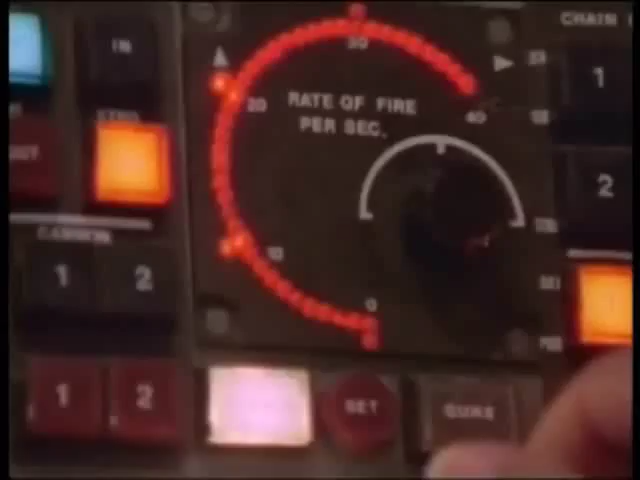 IN
CHAIN
1
2
30
20
10
0
40
RATE OF FIRE
PER SEC.
CANNON
1 2
1 2
SET
GUNS